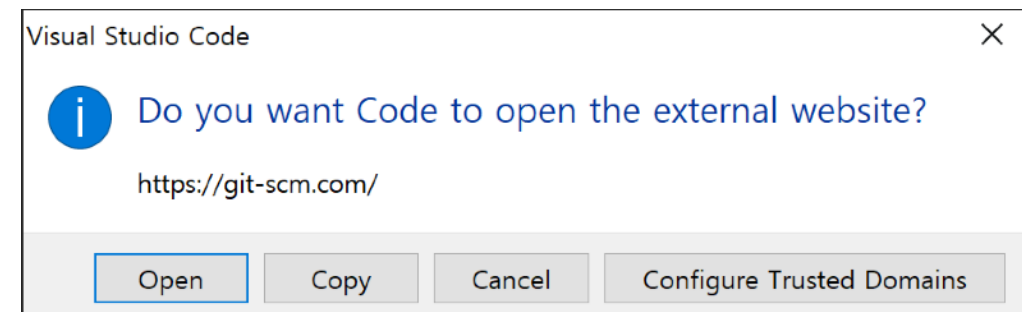 Visual Studio Code
Do you want Code to open the external website?
https://git-scm.com/
Open Copy Cancel Configure Trusted Domains